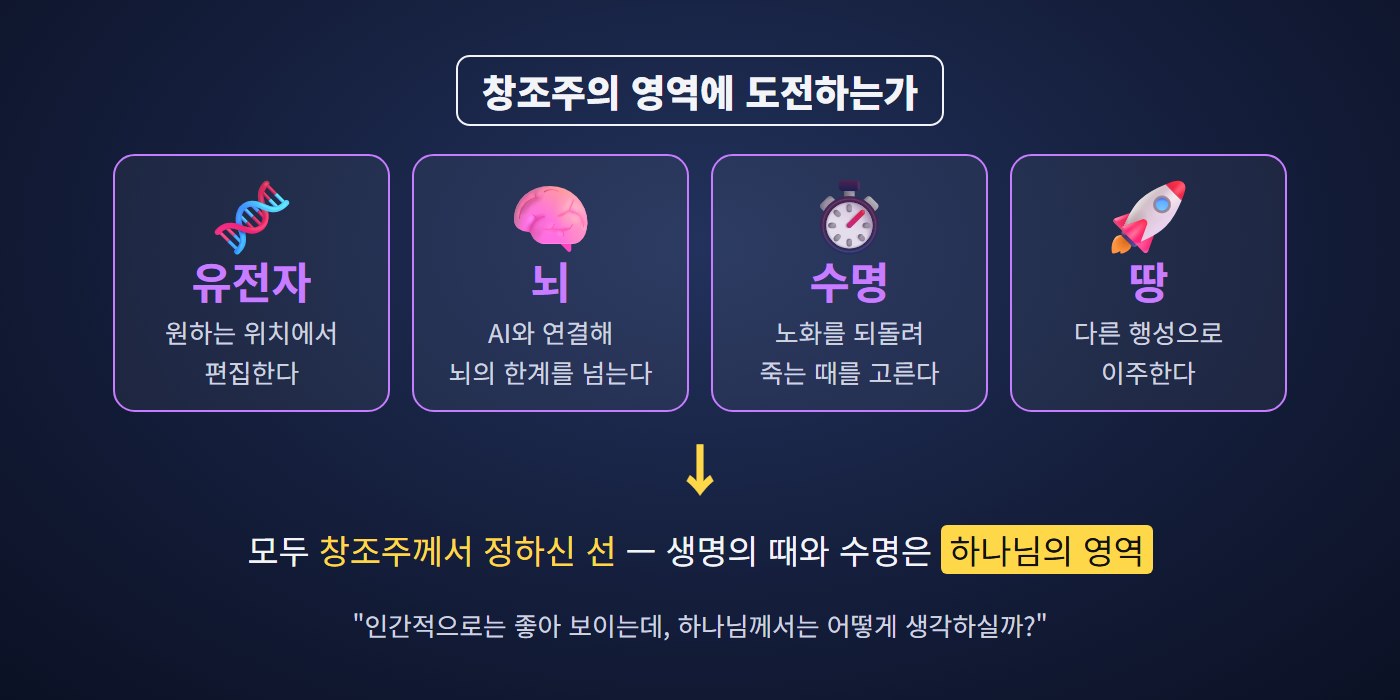 창조주의 영역에 도전하는가
유전자
원하는 위치에서
편집한다
뇌
AI와 연결해
뇌의 한계를 넘는다
수명
노화를 되돌려
죽는 때를 고른다
땅
다른 행성으로
이주한다
↓
모두 창조주께서 정하신 선 — 생명의 때와 수명은 하나님의 영역
"인간적으로는 좋아 보이는데, 하나님께서는 어떻게 생각하실까?"